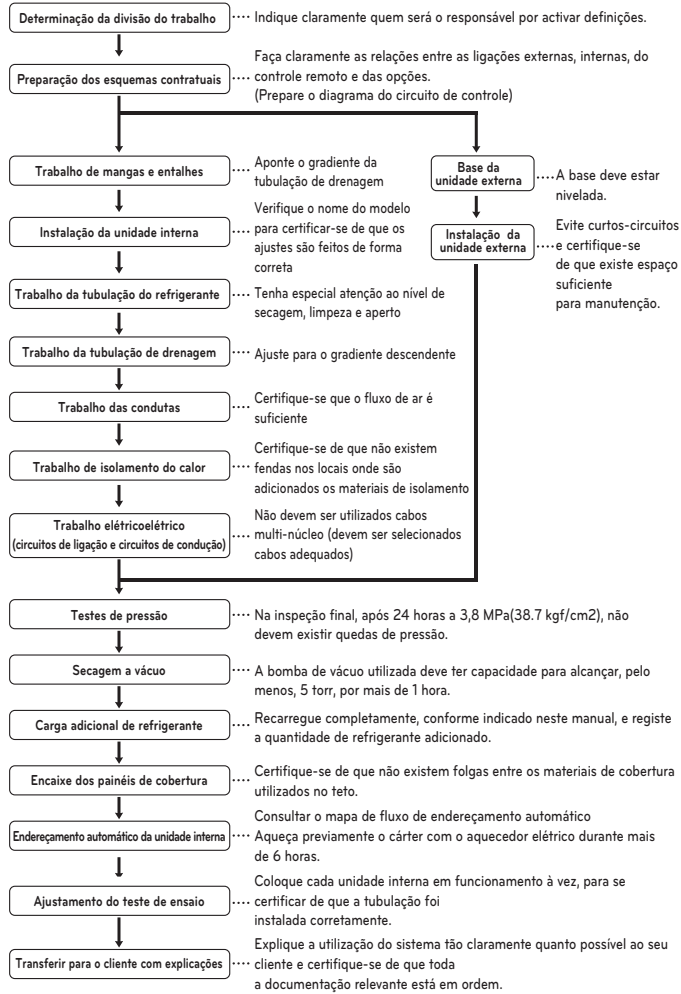 Determinação da divisão do trabalho
Indique claramente quem será o responsável por activar definições.
Preparação dos esquemas contratuais
Faça claramente as relações entre as ligações externas, internas, do
controle remoto e das opções.
(Prepare o diagrama do circuito de controle)
Trabalho de mangas e entalhes
Aponte o gradiente da
tubulação de drenagem
Base da
unidade externa
A base deve estar
nivelada.
Instalação da unidade interna
Verifique o nome do modelo
para certificar-se de que os
ajustes são feitos de forma
correta
Instalação da
unidade externa
Evite curtos-circuitos
e certifique-se
de que existe espaço
suficiente
para manutenção.
Trabalho da tubulação do refrigerante
Tenha especial atenção ao nível de
secagem, limpeza e aperto
Trabalho da tubulação de drenagem
Ajuste para o gradiente descendente
Trabalho das condutas
Certifique-se que o fluxo de ar é
suficiente
Trabalho de isolamento do calor
Certifique-se de que não existem
fendas nos locais onde são
adicionados os materiais de isolamento
Trabalho elétricoelétrico
(circuitos de ligação e circuitos de condução)
Não devem ser utilizados cabos
multi-núcleo (devem ser selecionados
cabos adequados)
Testes de pressão
Na inspeção final, após 24 horas a 3,8 MPa(38.7 kgf/cm2), não
devem existir quedas de pressão.
Secagem a vácuo
A bomba de vácuo utilizada deve ter capacidade para alcançar, pelo
menos, 5 torr, por mais de 1 hora.
Carga adicional de refrigerante
Recarregue completamente, conforme indicado neste manual, e registe
a quantidade de refrigerante adicionado.
Encaixe dos painéis de cobertura
Certifique-se de que não existem folgas entre os materiais de cobertura
utilizados no teto.
Endereçamento automático da unidade interna
Consultar o mapa de fluxo de endereçamento automático
Aqueça previamente o cárter com o aquecedor elétrico durante mais
de 6 horas.
Ajustamento do teste de ensaio
Coloque cada unidade interna em funcionamento à vez, para se
certificar de que a tubulação foi
instalada corretamente.
Transferir para o cliente com explicações
Explique a utilização do sistema tão claramente quanto possível ao seu
cliente e certifique-se de que toda
a documentação relevante está em ordem.